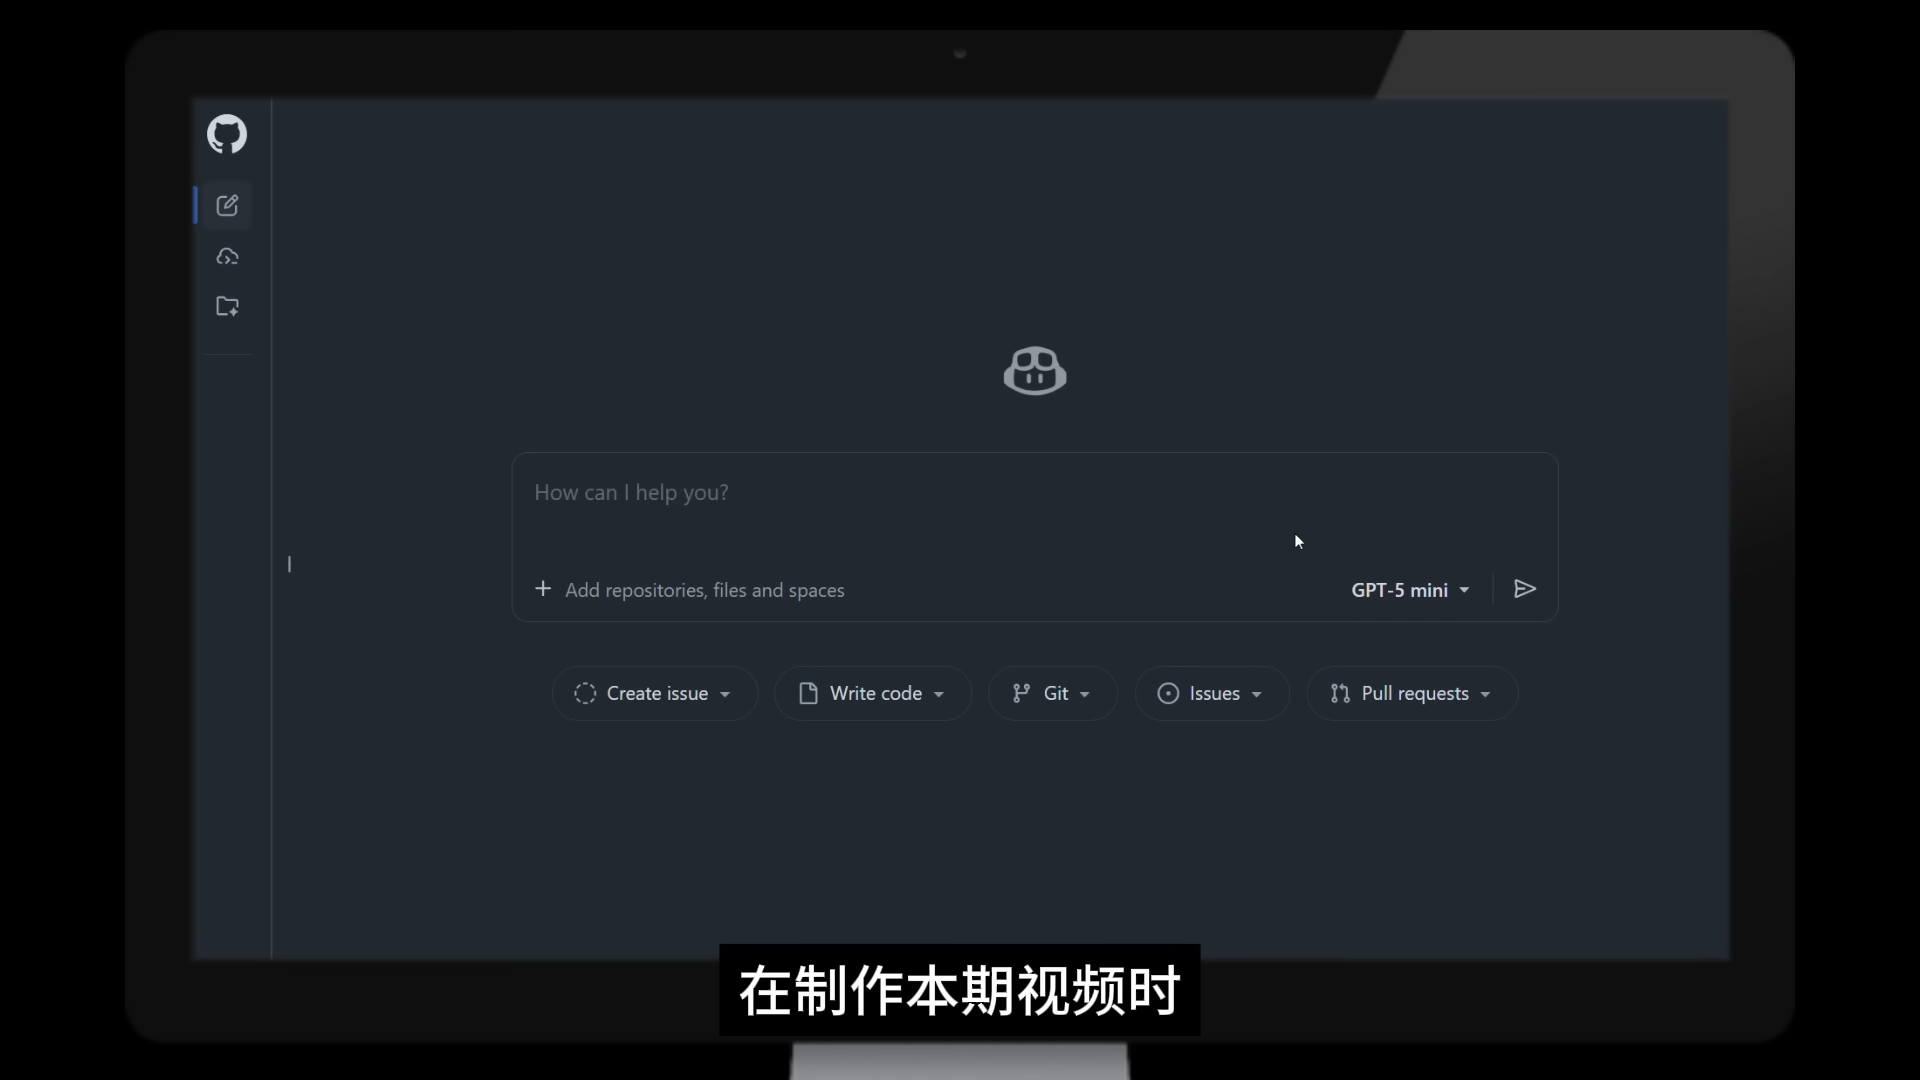 How can I help you?
Add repositories, files and spaces
GPT-5 mini
Create issue
Write code
Git
Issues
Pull requests
在制作本期视频时